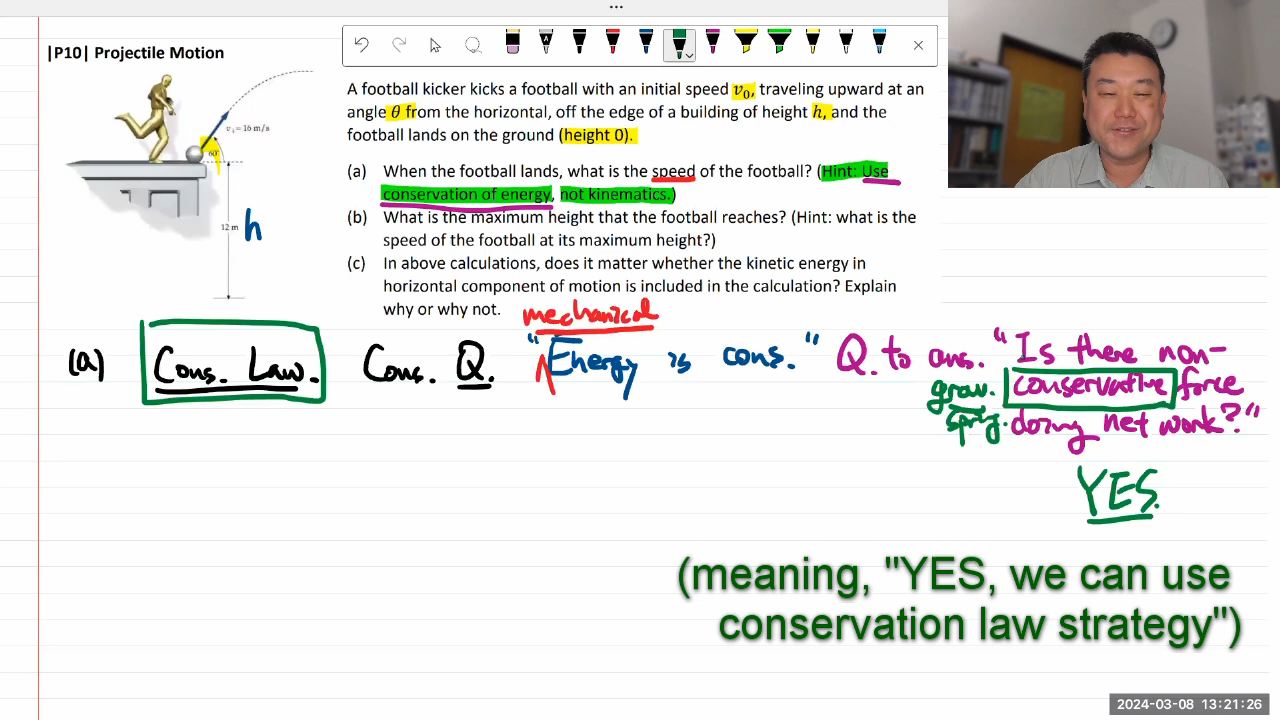 |P10| Projectile Motion
v_i = 16 m/s
60°
12 m
h
A football kicker kicks a football with an initial speed v₀, traveling upward at an
angle θ from the horizontal, off the edge of a building of height h, and the
football lands on the ground (height 0).
(a) When the football lands, what is the speed of the football? (Hint: Use
conservation of energy, not kinematics.)
(b) What is the maximum height that the football reaches? (Hint: what is the
speed of the football at its maximum height?)
(c) In above calculations, does it matter whether the kinetic energy in
horizontal component of motion is included in the calculation? Explain
why or why not.
mechanical
(a) Cons. Law. Cons. Q. "Energy is cons." Q. to ans. "Is there non-
grav. conservative force
spring. doing net work?"
YES.
(meaning, "YES, we can use
conservation law strategy")
2024-03-08 13:21:26